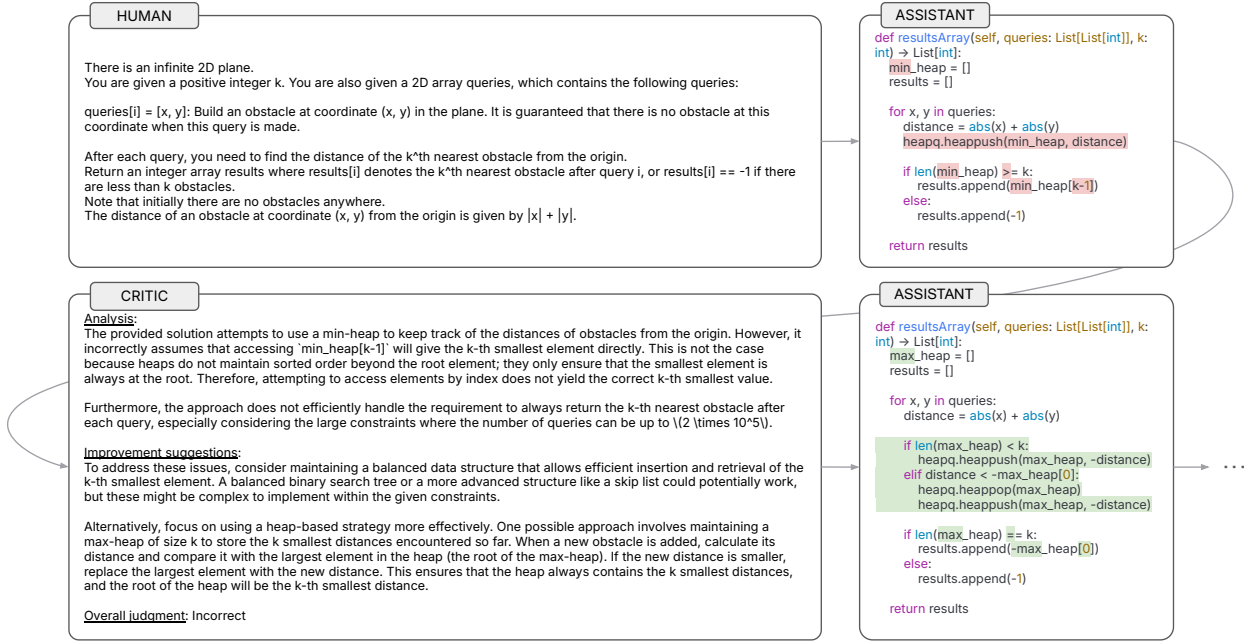 HUMAN
There is an infinite 2D plane.
You are given a positive integer k. You are also given a 2D array queries, which contains the following queries:
queries[i] = [x, y]: Build an obstacle at coordinate (x, y) in the plane. It is guaranteed that there is no obstacle at this
coordinate when this query is made.
After each query, you need to find the distance of the k^th nearest obstacle from the origin.
Return an integer array results where results[i] denotes the k^th nearest obstacle after query i, or results[i] == -1 if there
are less than k obstacles.
Note that initially there are no obstacles anywhere.
The distance of an obstacle at coordinate (x, y) from the origin is given by |x| + |y|.
ASSISTANT
def resultsArray(self, queries: List[List[int]], k:
int) → List[int]:
min_heap = []
results = []
for x, y in queries:
distance = abs(x) + abs(y)
heapq.heappush(min_heap, distance)
if len(min_heap) >= k:
results.append(min_heap[k-1])
else:
results.append(-1)
return results
CRITIC
Analysis:
The provided solution attempts to use a min-heap to keep track of the distances of obstacles from the origin. However, it
incorrectly assumes that accessing `min_heap[k-1]` will give the k-th smallest element directly. This is not the case
because heaps do not maintain sorted order beyond the root element; they only ensure that the smallest element is
always at the root. Therefore, attempting to access elements by index does not yield the correct k-th smallest value.
Furthermore, the approach does not efficiently handle the requirement to always return the k-th nearest obstacle after
each query, especially considering the large constraints where the number of queries can be up to \(2 \times 10^5\).
Improvement suggestions:
To address these issues, consider maintaining a balanced data structure that allows efficient insertion and retrieval of the
k-th smallest element. A balanced binary search tree or a more advanced structure like a skip list could potentially work,
but these might be complex to implement within the given constraints.
Alternatively, focus on using a heap-based strategy more effectively. One possible approach involves maintaining a
max-heap of size k to store the k smallest distances encountered so far. When a new obstacle is added, calculate its
distance and compare it with the largest element in the heap (the root of the max-heap). If the new distance is smaller,
replace the largest element with the new distance. This ensures that the heap always contains the k smallest distances,
and the root of the heap will be the k-th smallest distance.
Overall judgment: Incorrect
ASSISTANT
def resultsArray(self, queries: List[List[int]], k:
int) → List[int]:
max_heap = []
results = []
for x, y in queries:
distance = abs(x) + abs(y)
if len(max_heap) < k:
heapq.heappush(max_heap, -distance)
elif distance < -max_heap[0]:
heapq.heappop(max_heap)
heapq.heappush(max_heap, -distance)
if len(max_heap) == k:
results.append(-max_heap[0])
else:
results.append(-1)
return results
...